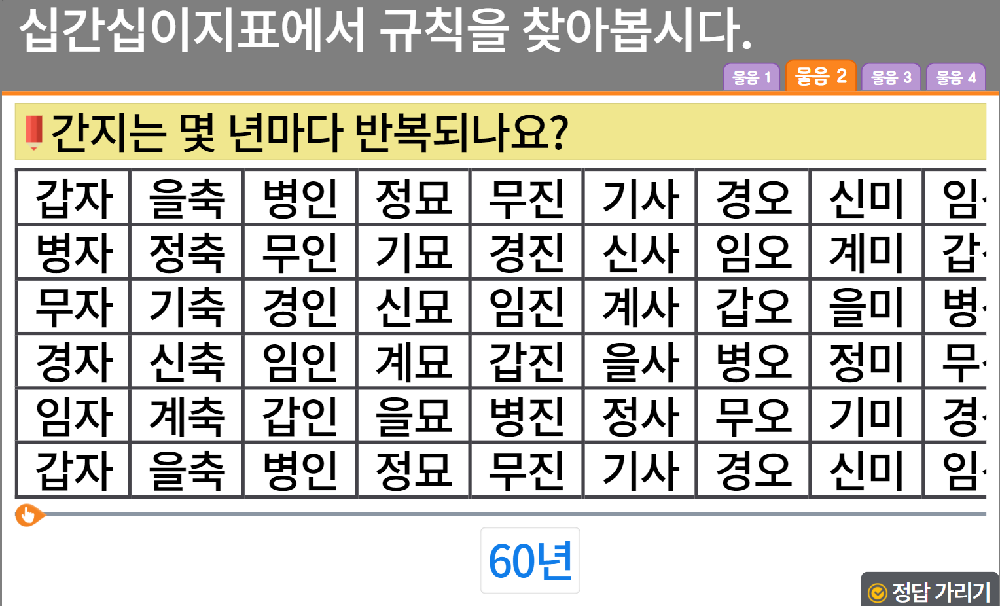 십간십이지표에서 규칙을 찾아봅시다.
물음 1 물음 2 물음 3 물음 4
간지는 몇 년마다 반복되나요?
갑자 을축 병인 정묘 무진 기사 경오 신미 임
병자 정축 무인 기묘 경진 신사 임오 계미 갑
무자 기축 경인 신묘 임진 계사 갑오 을미 병
경자 신축 임인 계묘 갑진 을사 병오 정미 무
임자 계축 갑인 을묘 병진 정사 무오 기미 경
갑자 을축 병인 정묘 무진 기사 경오 신미 임
60년
정답 가리기